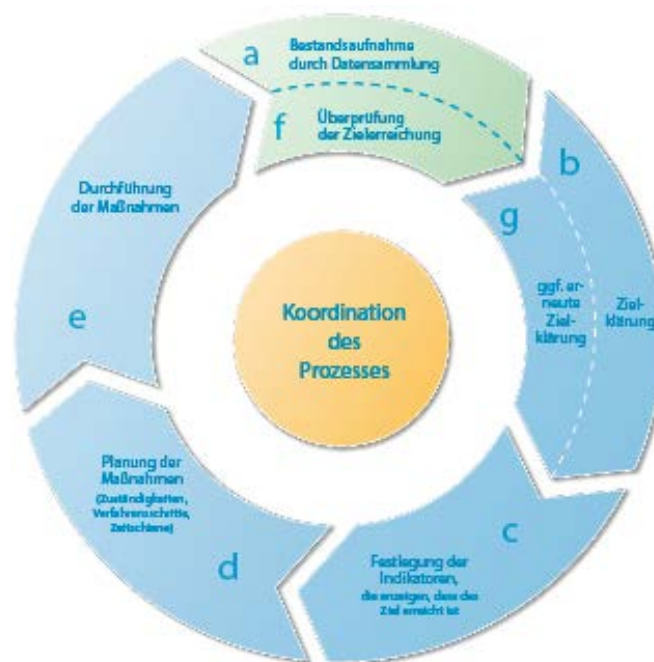 a
Bestandsaufnahme
durch Datensammlung
f
Überprüfung
der Zielerreichung
b
Ziel-
klärung
g
ggf. er-
neute
Ziel-
klärung
c
Festlegung der
Indikatoren,
die anzeigen, dass das
Ziel erreicht ist
d
Planung der
Maßnahmen
(Zuständigkeiten,
Verfahrensschritte,
Zeitschiene)
e
Durchführung
der Maßnahmen
Koordination
des
Prozesses